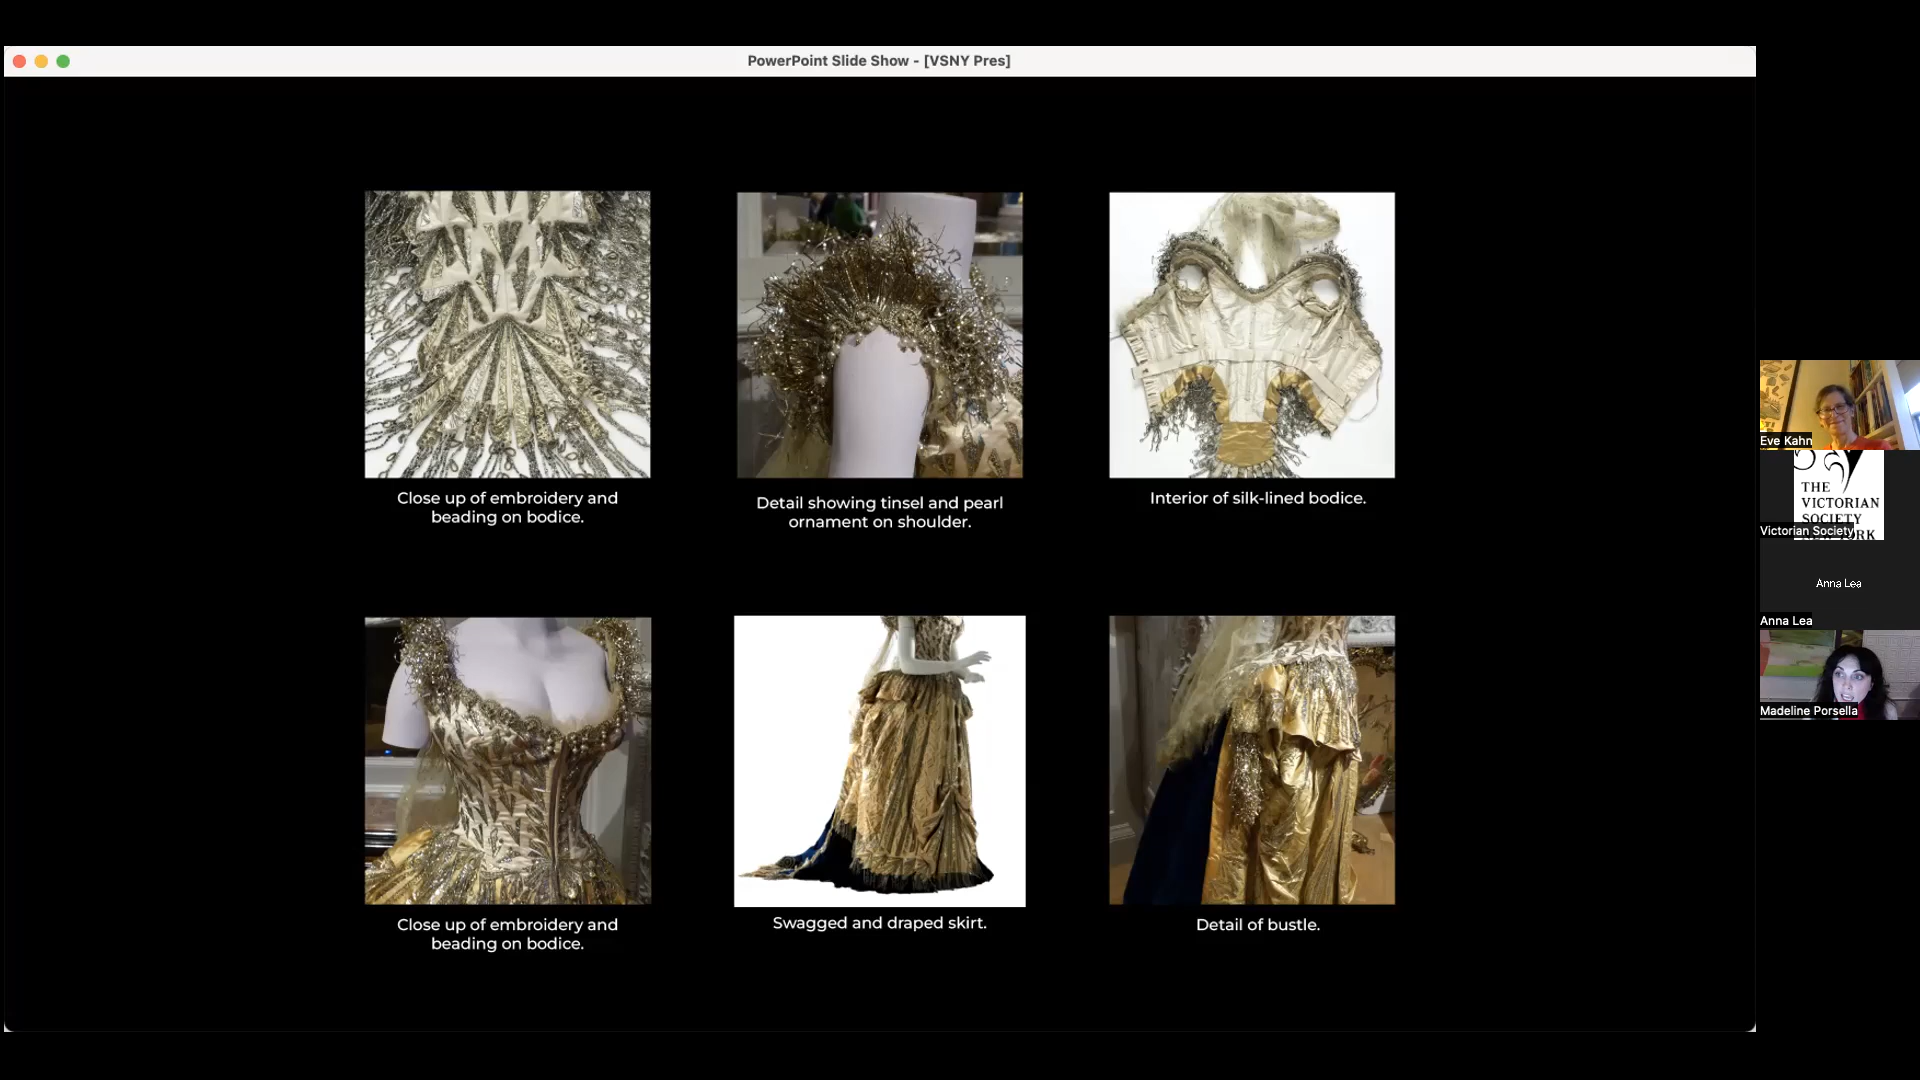 PowerPoint Slide Show - [VSNY Pres]
Close up of embroidery and
beading on bodice.
Detail showing tinsel and pearl
ornament on shoulder.
Interior of silk-lined bodice.
Close up of embroidery and
beading on bodice.
Swagged and draped skirt.
Detail of bustle.
Eve Kahn
THE
VICTORIAN
SOCIETY
Victorian Society
Anna Lea
Anna Lea
Madeline Porsella